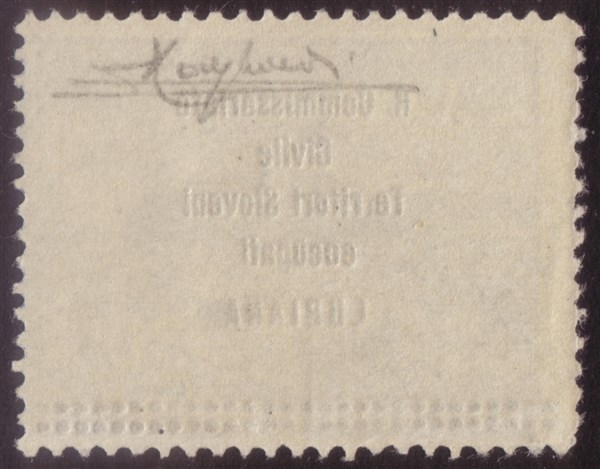 R. Commissariato
Civile
Territori Sloveni
occupati
LUBIANA